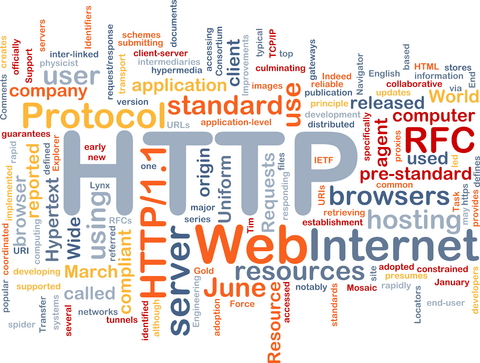 creates
Comments
officially
Support
servers
physicist
inter-linked
Identifiers
request/response
schemes
submitting
transport
version
client-server
intermediaries
hypermedia
documents
accessing
Consortium
client
Improvements
typical
TCP/IP
top
culminating
images
gateways
Indeed
reliable
publication
updates
principle
development
distributed
Navigator
English
based
HTML
stores
collaborative
information
via
End
user
company
application
Protocol
standard
use
released
World
computer
URLs
application-level
guarantees
rapid
implemented
browser
URI
coordinated
popular
reported
computing
Hypertext
defined
Explorer
early
new
HTTP
Lynx
using
Wide
RFCs
referred
HTTP/1.1
one
origin
major
series
Uniform
Requests
files
responding
IETF
URIs
specifically
agent
proxies
RFC
used
led
pre-standard
common
browsers
may
https
Task
provides
defines
retrieving
establishment
hosting
Tim
Web
Internet
server
resources
developing
supported
March
called
compliant
spider
Transfer
systems
several
networks
tunnels
identified
although
Engineering
Gold
adoption
June
Force
Resource
accessed
notably
standards
Mosaic
site
adopted
presumes
rapidly
constrained
January
Locators
end-user
developers